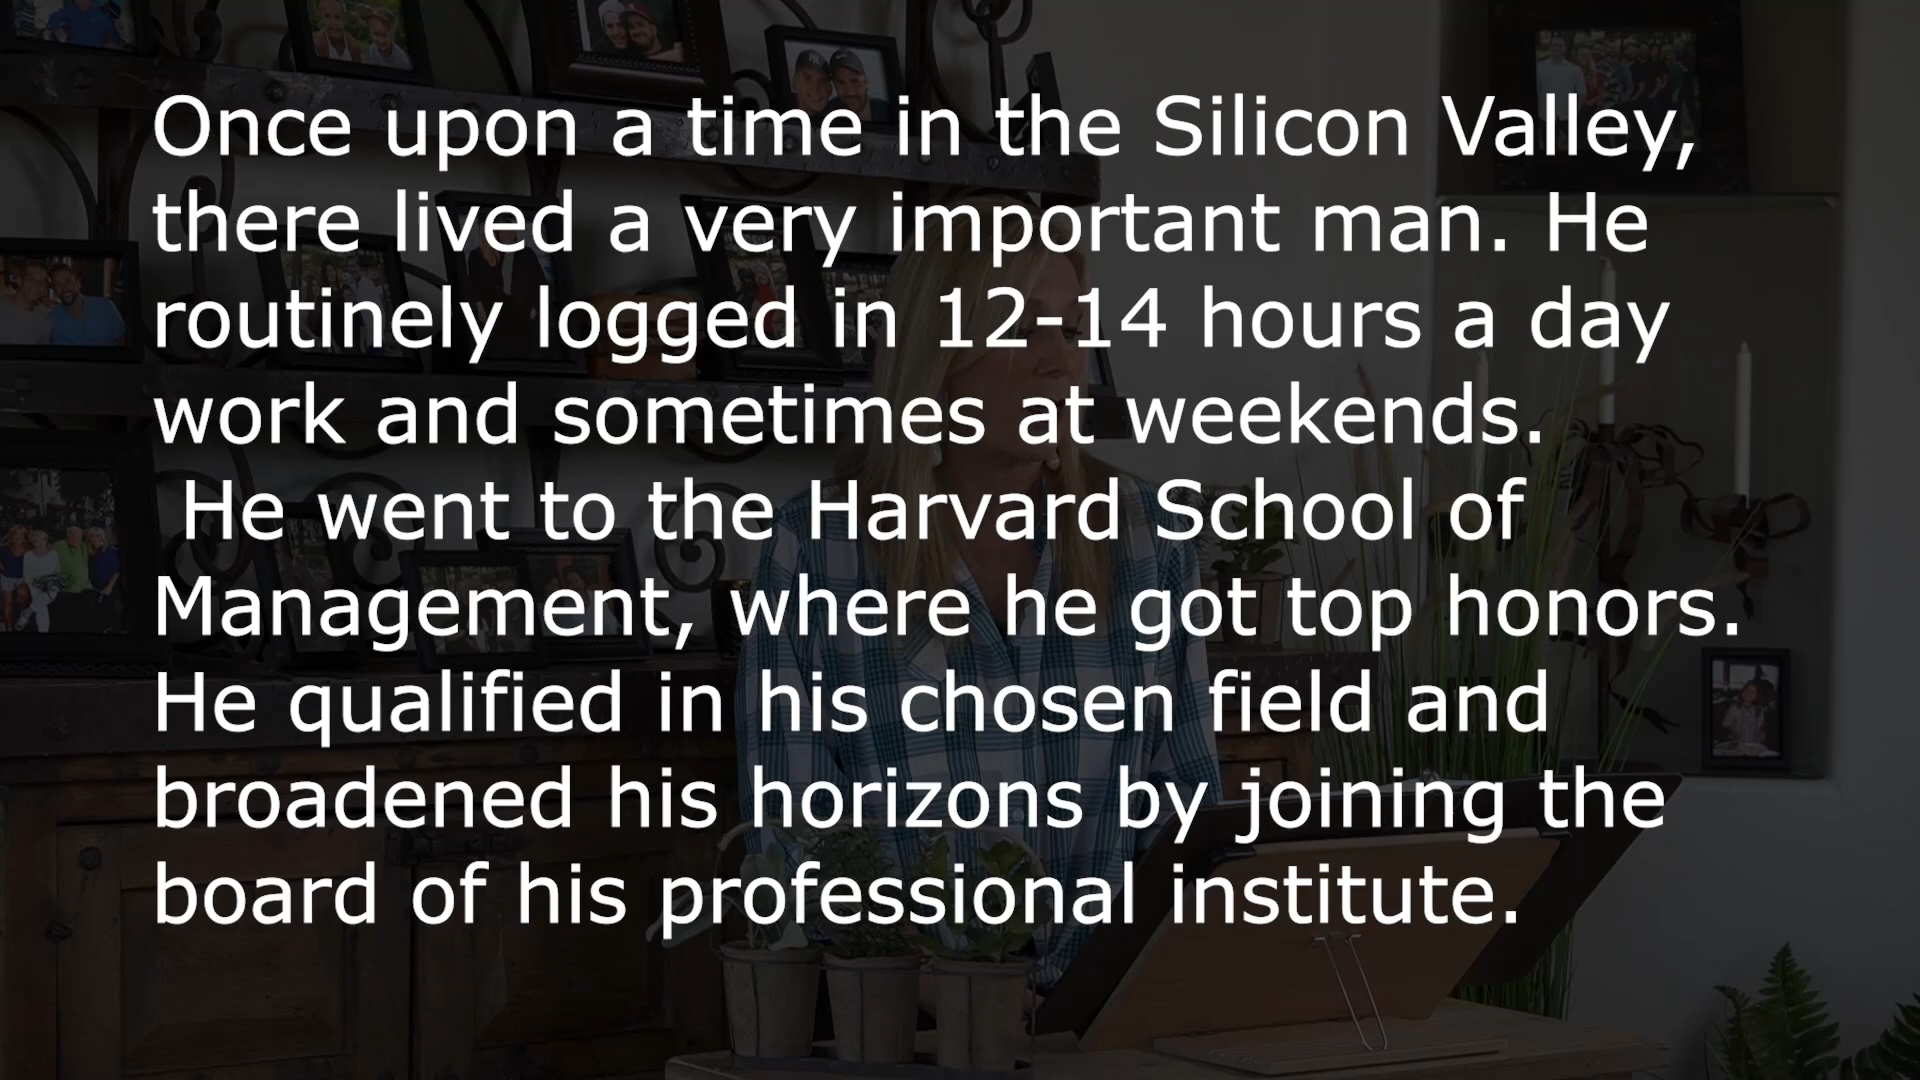 Once upon a time in the Silicon Valley,
there lived a very important man. He
routinely logged in 12-14 hours a day
work and sometimes at weekends.
He went to the Harvard School of
Management, where he got top honors.
He qualified in his chosen field and
broadened his horizons by joining the
board of his professional institute.